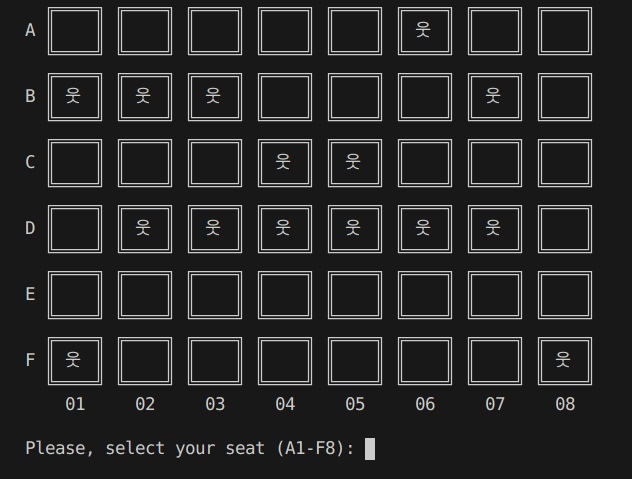 A 웃
B 웃 웃 웃 웃
C 웃 웃
D 웃 웃 웃 웃 웃 웃
E
F 웃 웃
01 02 03 04 05 06 07 08
Please, select your seat (A1-F8):